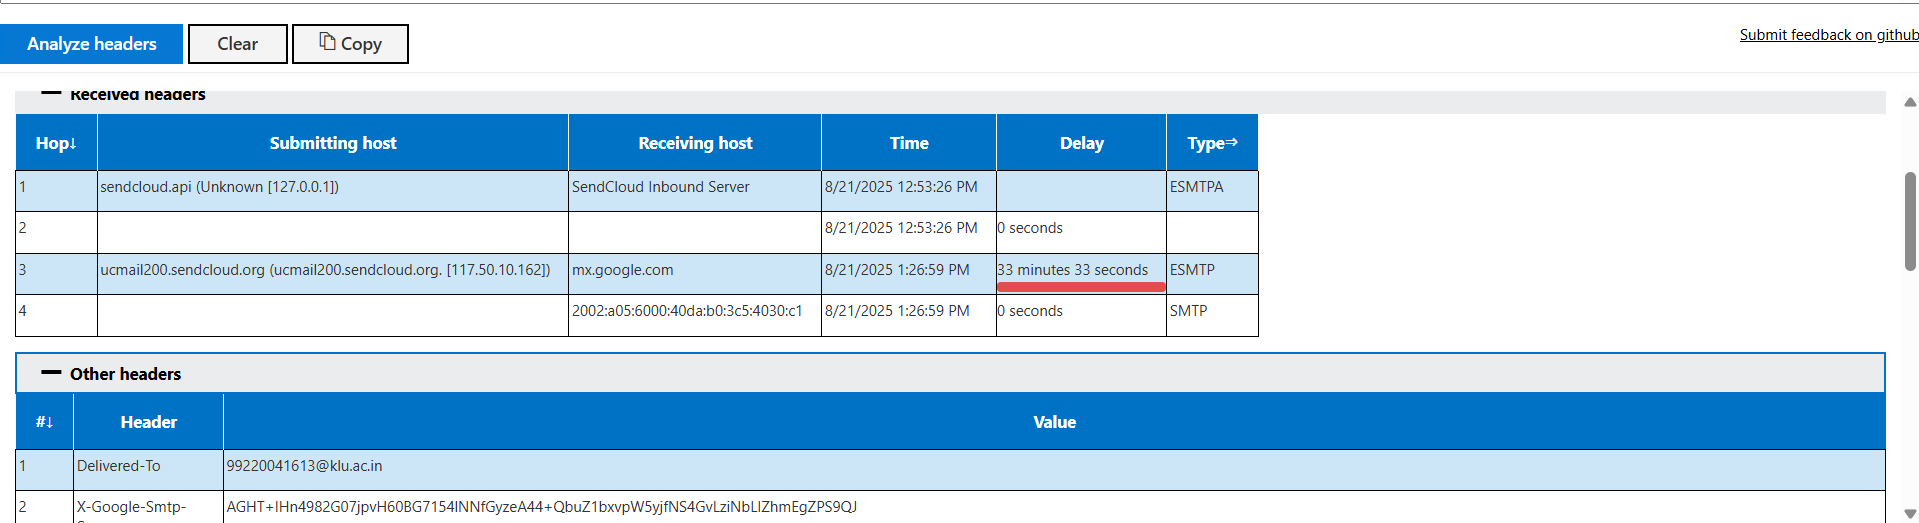 Analyze headers Clear Copy Submit feedback on github
Received headers
Hop↓ Submitting host Receiving host Time Delay Type⇒
1 sendcloud.api (Unknown [127.0.0.1]) SendCloud Inbound Server 8/21/2025 12:53:26 PM ESMTPA
2 8/21/2025 12:53:26 PM 0 seconds
3 ucmail200.sendcloud.org (ucmail200.sendcloud.org. [117.50.10.162]) mx.google.com 8/21/2025 1:26:59 PM 33 minutes 33 seconds ESMTP
4 2002:a05:6000:40da:b0:3c5:4030:c1 8/21/2025 1:26:59 PM 0 seconds SMTP
Other headers
#↓ Header Value
1 Delivered-To 99220041613@klu.ac.in
2 X-Google-Smtp- AGHT+IHn4982G07jpvH60BG7154INNfGyzeA44+QbuZ1bxvpW5yjfNS4GvLziNbLIZhmEgZPS9QJ